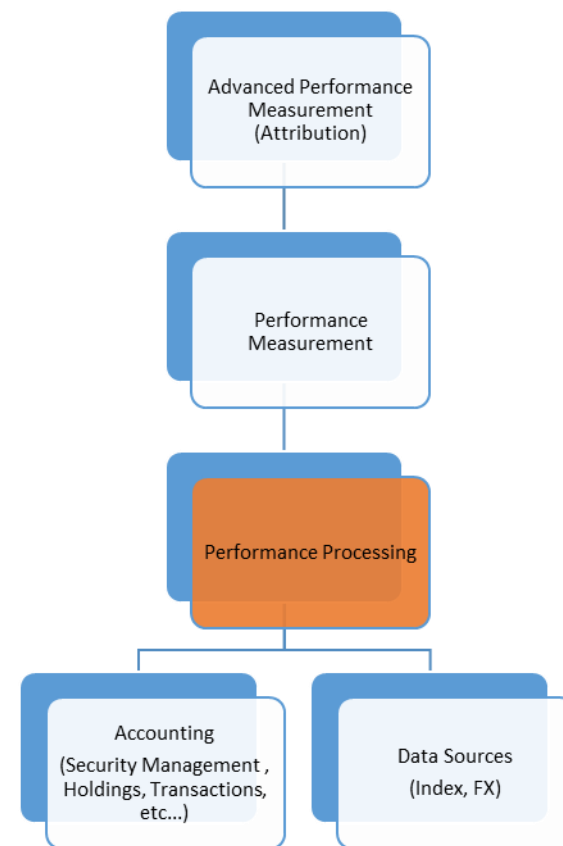 Advanced Performance
Measurement
(Attribution)
Performance
Measurement
Performance Processing
Accounting
(Security Management ,
Holdings, Transactions,
etc...)
Data Sources
(Index, FX)